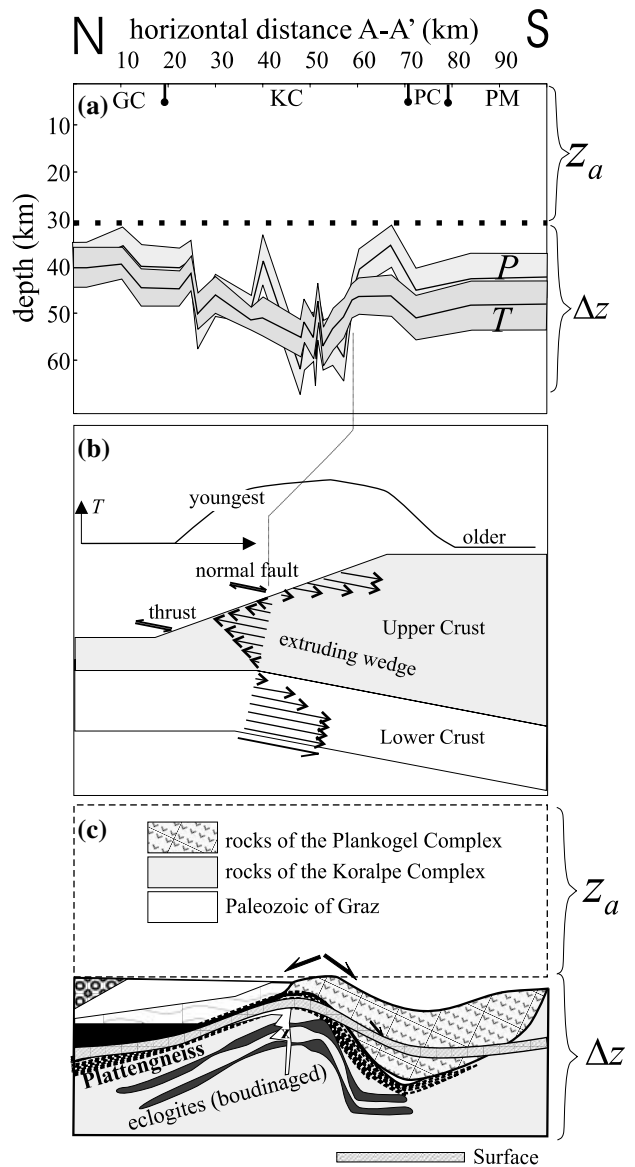 N horizontal distance A-A' (km) S
10 20 30 40 50 60 70 80 90
(a) GC KC PC PM
10
20
30
40
50
60
depth (km)
P
T
Za
Δz
(b)
T
youngest
older
normal fault
thrust
extruding wedge
Upper Crust
Lower Crust
(c)
rocks of the Plankogel Complex
rocks of the Koralpe Complex
Paleozoic of Graz
Za
Plattengneiss
eclogites (boudinaged)
Δz
Surface